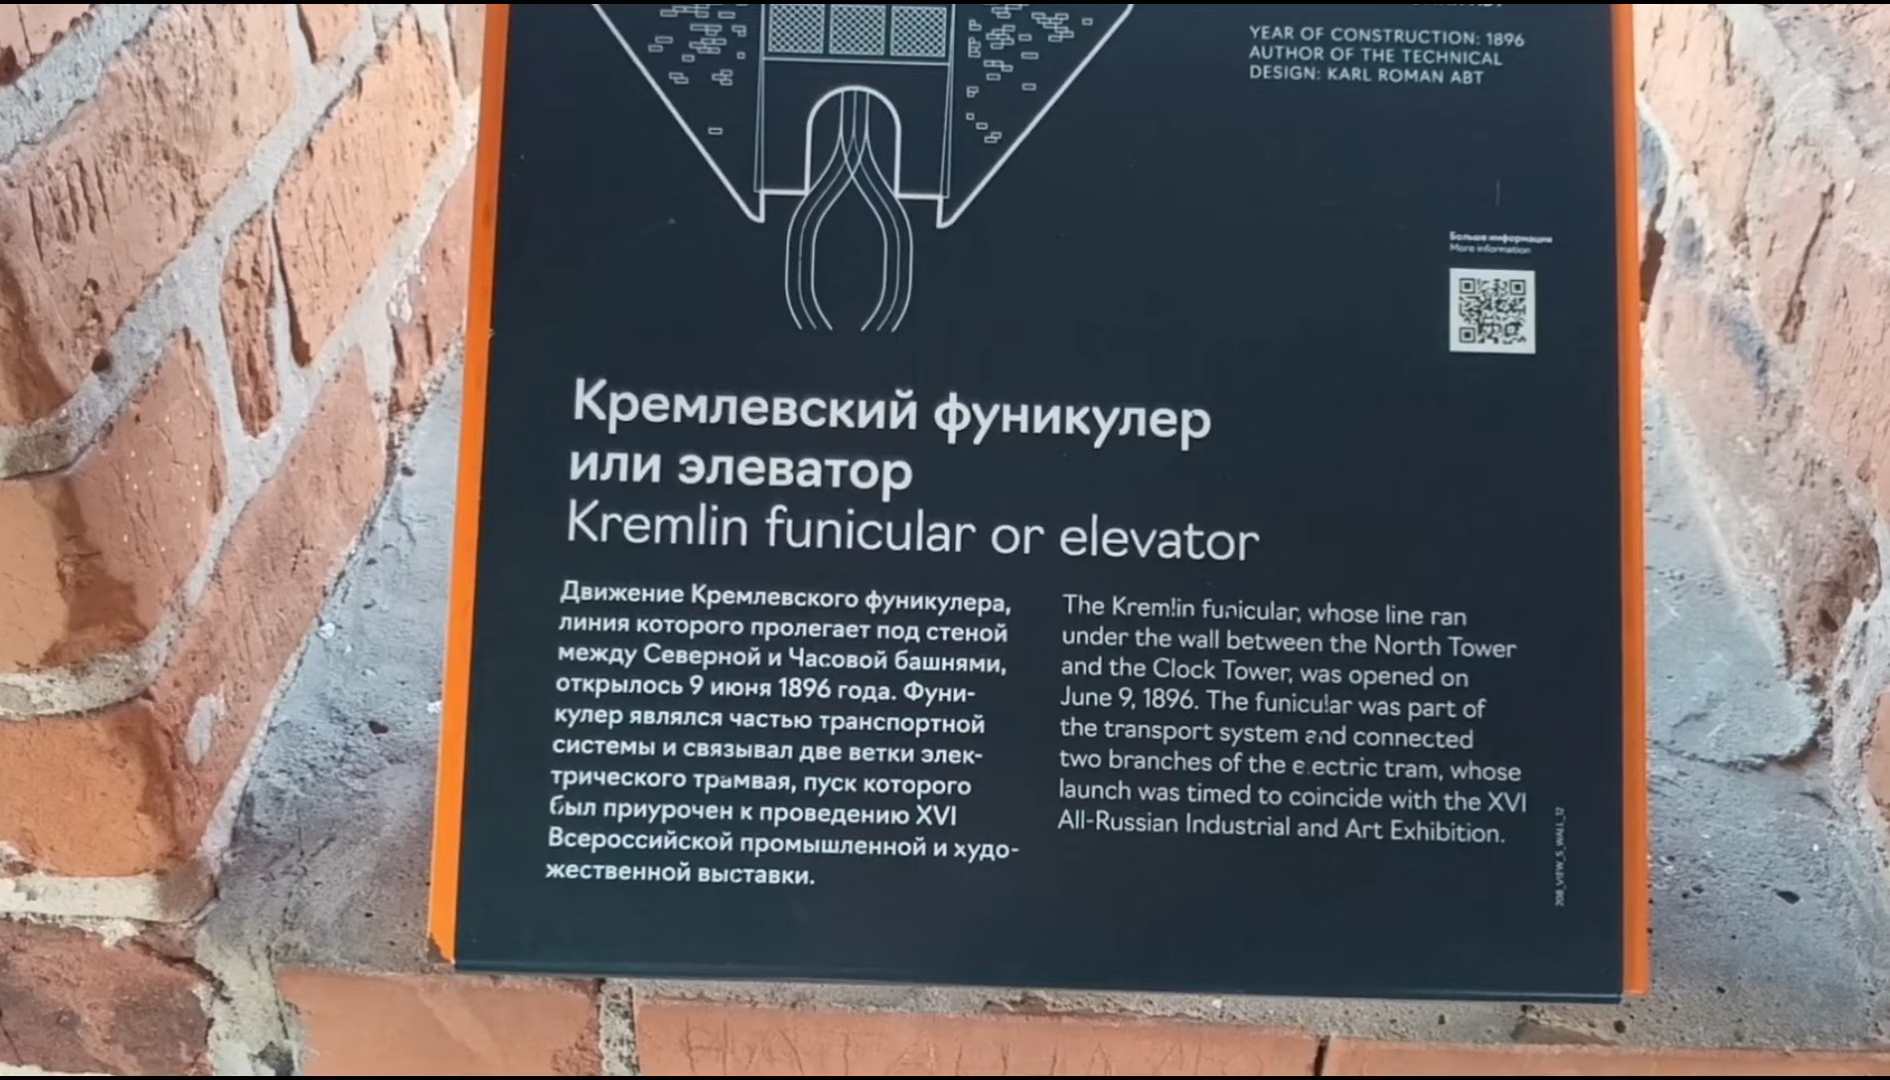 YEAR OF CONSTRUCTION: 1896
AUTHOR OF THE TECHNICAL
DESIGN: KARL ROMAN ABT
Больше информации
More information
Кремлевский фуникулер
или элеватор
Kremlin funicular or elevator
Движение Кремлевского фуникулера,
линия которого пролегает под стеной
между Северной и Часовой башнями,
открылось 9 июня 1896 года. Фуни-
кулер являлся частью транспортной
системы и связывал две ветки элек-
трического трамвая, пуск которого
был приурочен к проведению XVI
Всероссийской промышленной и худо-
жественной выставки.
The Kremlin funicular, whose line ran
under the wall between the North Tower
and the Clock Tower, was opened on
June 9, 1896. The funicular was part of
the transport system and connected
two branches of the electric tram, whose
launch was timed to coincide with the XVI
All-Russian Industrial and Art Exhibition.